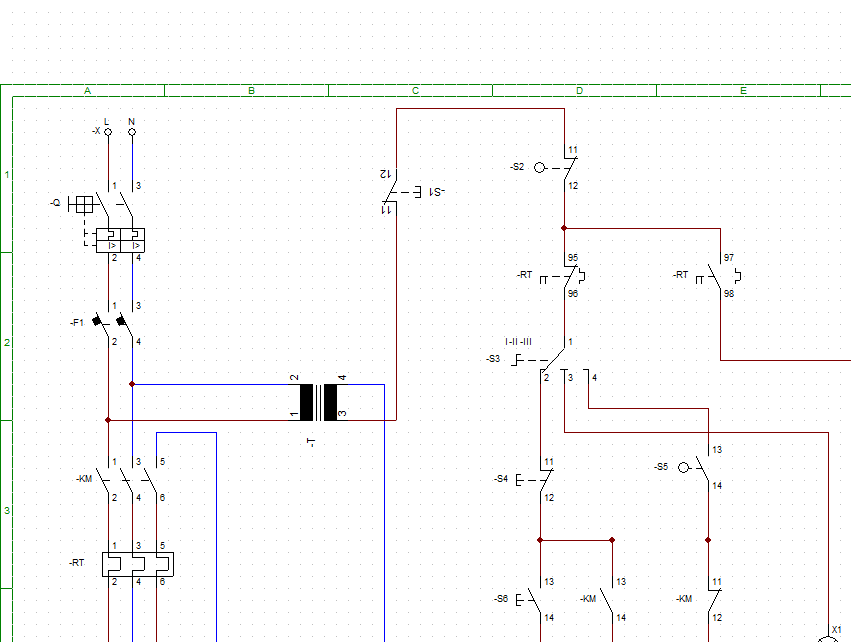 A B C D E
L N
-X
1
-Q 1 3
I> I>
2 4
12
-S1
11
11
-S2
12
95
-RT
96
97
-RT
98
2
-F1 1 3
2 4
I-II-III 1
-S3
2 3 4
2 4
1 3
-T
1 3 5
-KM
2 4 6
3
11
-S4
12
13
-S5
14
1 3 5
-RT
2 4 6
13
-S6
14
13
-KM
14
11
-KM
12
X1